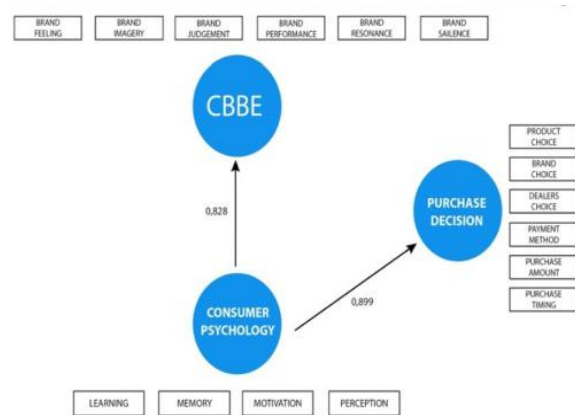 BRAND FEELING
BRAND IMAGERY
BRAND JUDGEMENT
BRAND PERFORMANCE
BRAND RESONANCE
BRAND SAILENCE
CBBE
PRODUCT
CHOICE
BRAND
CHOICE
DEALERS
CHOICE
PAYMENT
METHOD
PURCHASE
AMOUNT
PURCHASE
TIMING
PURCHASE
DECISION
0,828
0,899
CONSUMER
PSYCHOLOGY
LEARNING
MEMORY
MOTIVATION
PERCEPTION